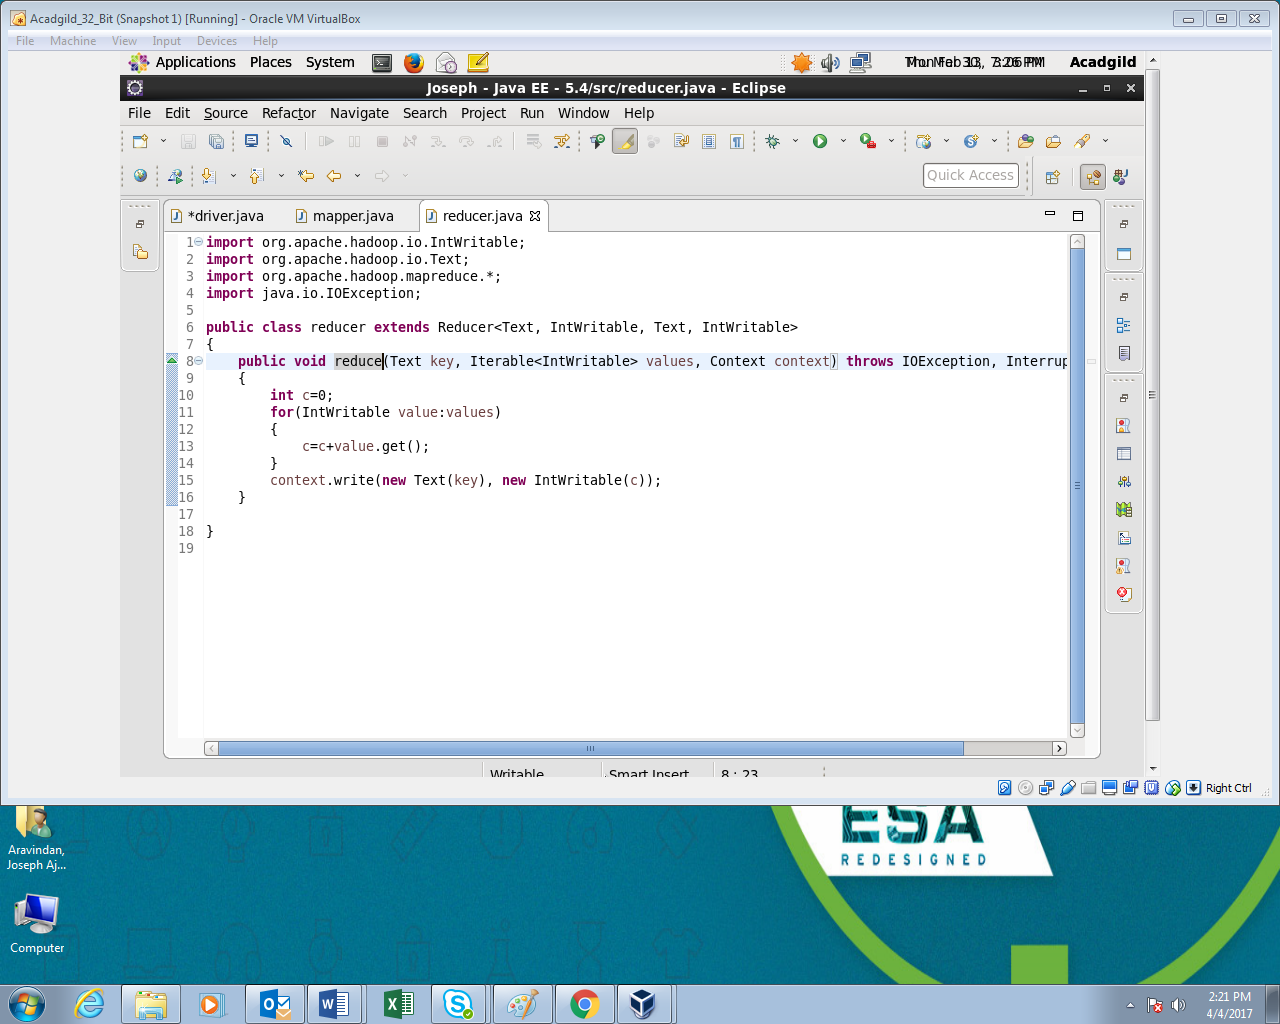 Acadgild_32_Bit (Snapshot 1) [Running] - Oracle VM VirtualBox
File Machine View Input Devices Help
Applications Places System
Acadgild
Joseph - Java EE - 5.4/src/reducer.java - Eclipse
File Edit Source Refactor Navigate Search Project Run Window Help
Quick Access
*driver.java mapper.java reducer.java
1 import org.apache.hadoop.io.IntWritable;
2 import org.apache.hadoop.io.Text;
3 import org.apache.hadoop.mapreduce.*;
4 import java.io.IOException;
5
6 public class reducer extends Reducer<Text, IntWritable, Text, IntWritable>
7 {
8 public void reduce(Text key, Iterable<IntWritable> values, Context context) throws IOException, Interrup
9 {
10 int c=0;
11 for(IntWritable value:values)
12 {
13 c=c+value.get();
14 }
15 context.write(new Text(key), new IntWritable(c));
16 }
17
18 }
19
Writable Smart Insert 8 : 23
Right Ctrl
ESA
REDESIGNED
Aravindan,
Joseph Aj...
Computer
2:21 PM
4/4/2017